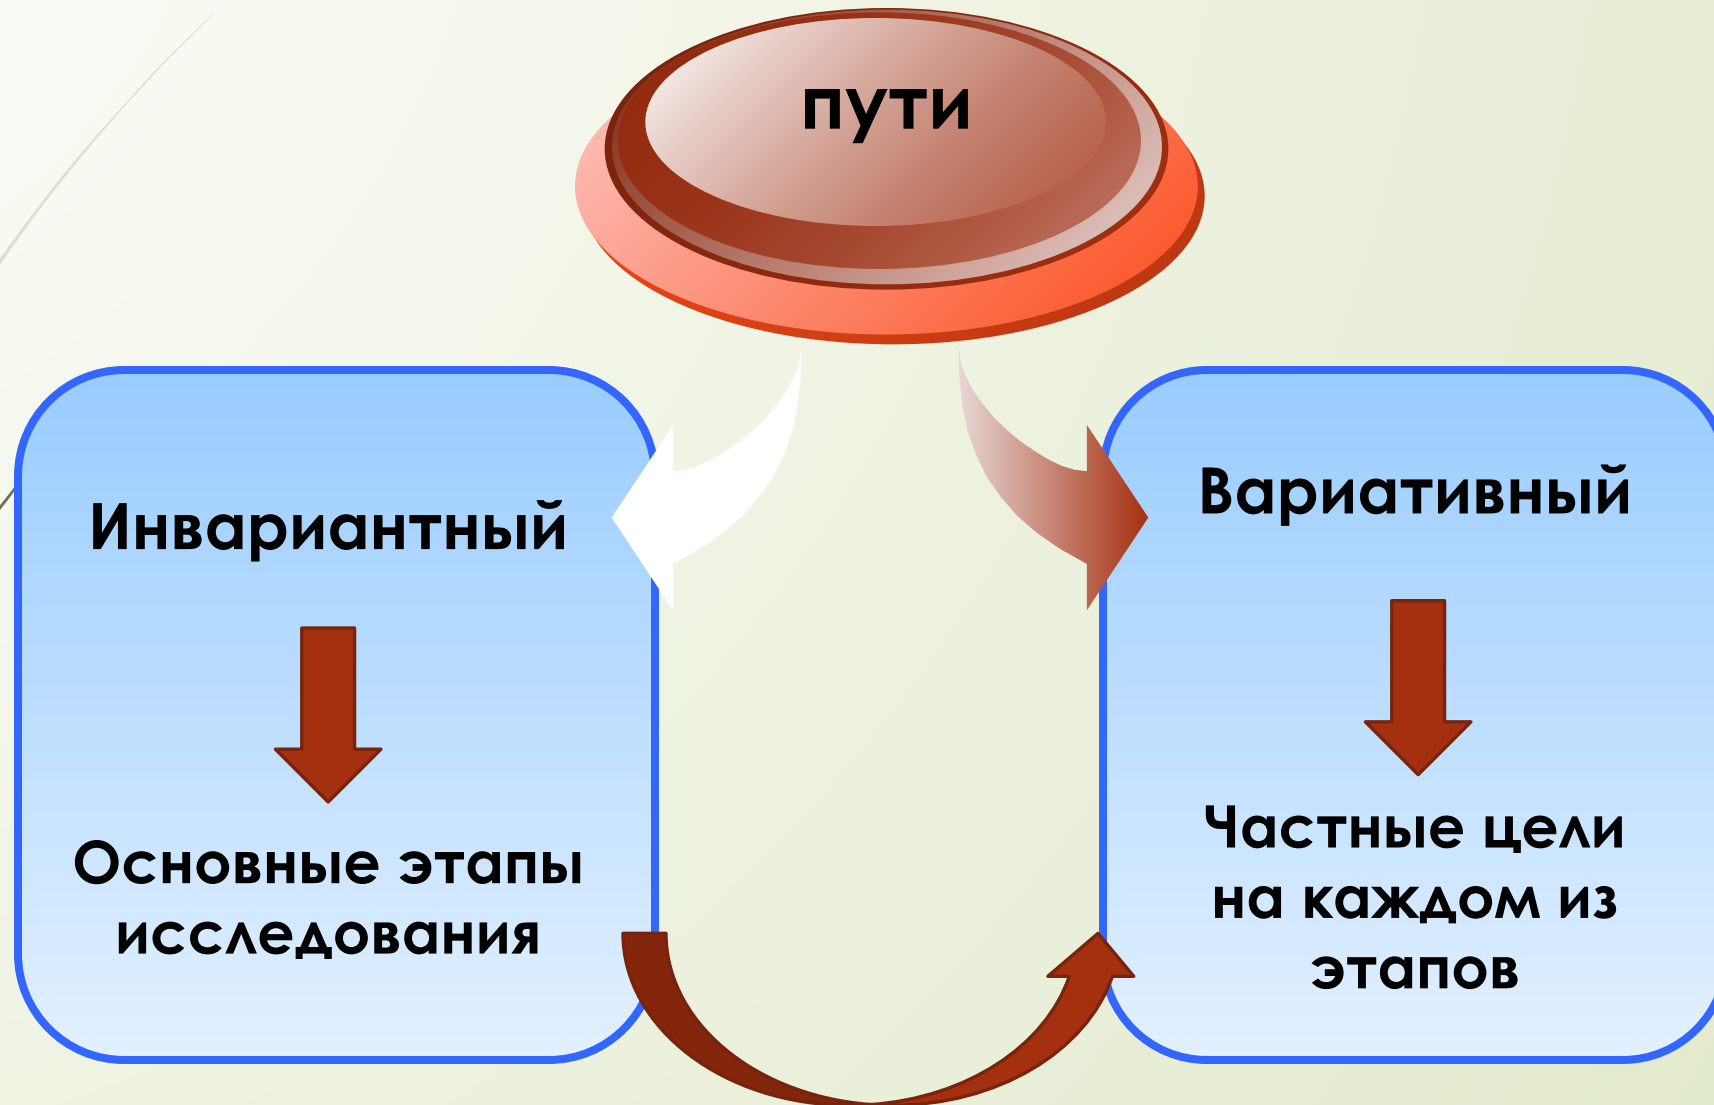 пути
Инвариантный
Основные этапы
исследования
Вариативный
Частные цели
на каждом из
этапов